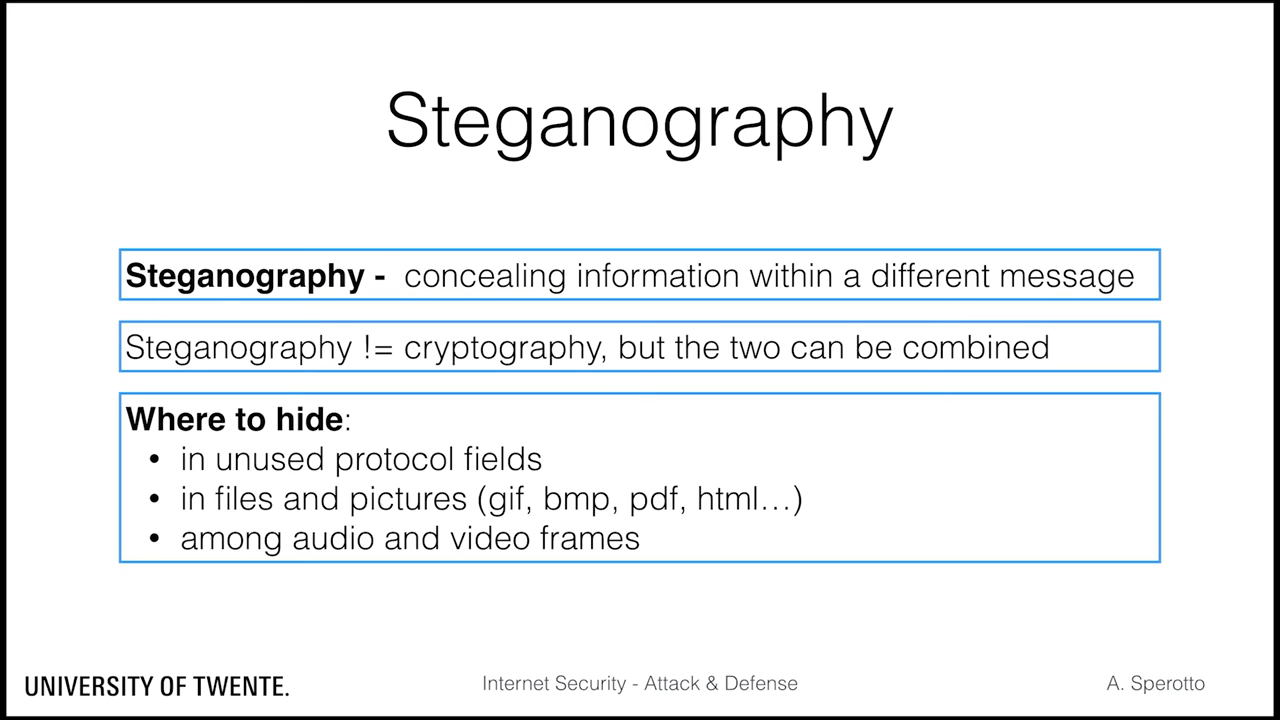 Steganography
Steganography - concealing information within a different message
Steganography != cryptography, but the two can be combined
Where to hide:
• in unused protocol fields
• in files and pictures (gif, bmp, pdf, html…)
• among audio and video frames
UNIVERSITY OF TWENTE.
Internet Security - Attack & Defense
A. Sperotto